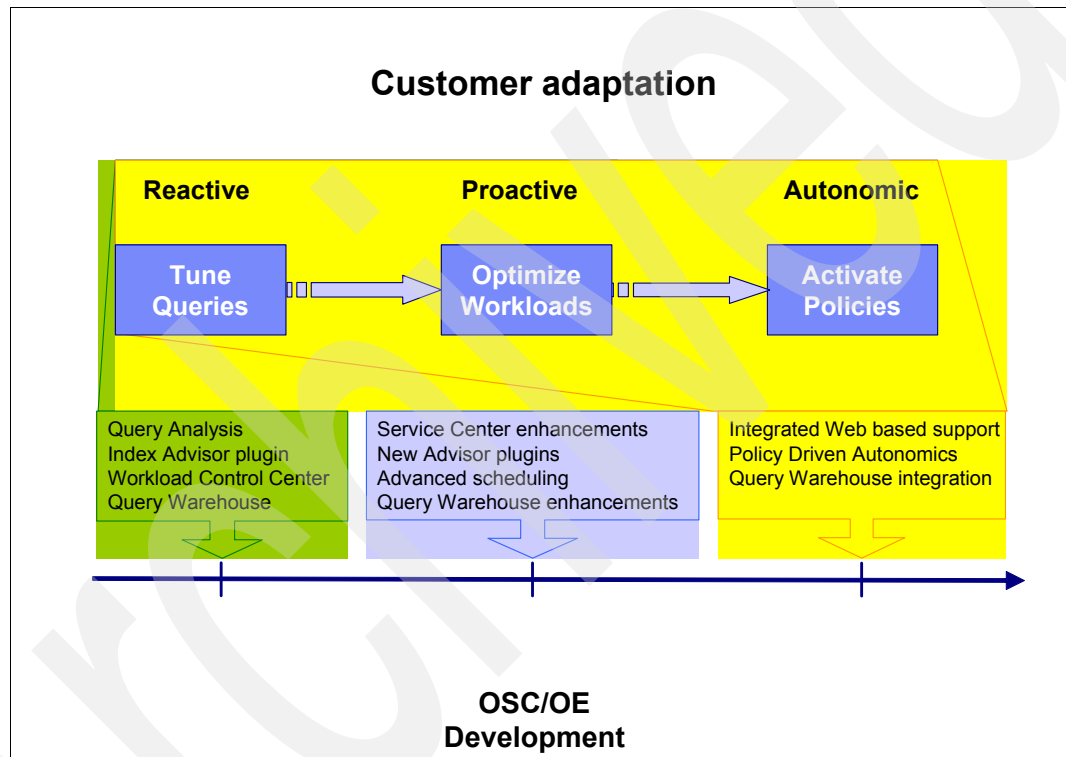 Customer adaptation
Reactive
Proactive
Autonomic
Tune
Queries
Optimize
Workloads
Activate
Policies
Query Analysis
Index Advisor plugin
Workload Control Center
Query Warehouse
Service Center enhancements
New Advisor plugins
Advanced scheduling
Query Warehouse enhancements
Integrated Web based support
Policy Driven Autonomics
Query Warehouse integration
OSC/OE
Development